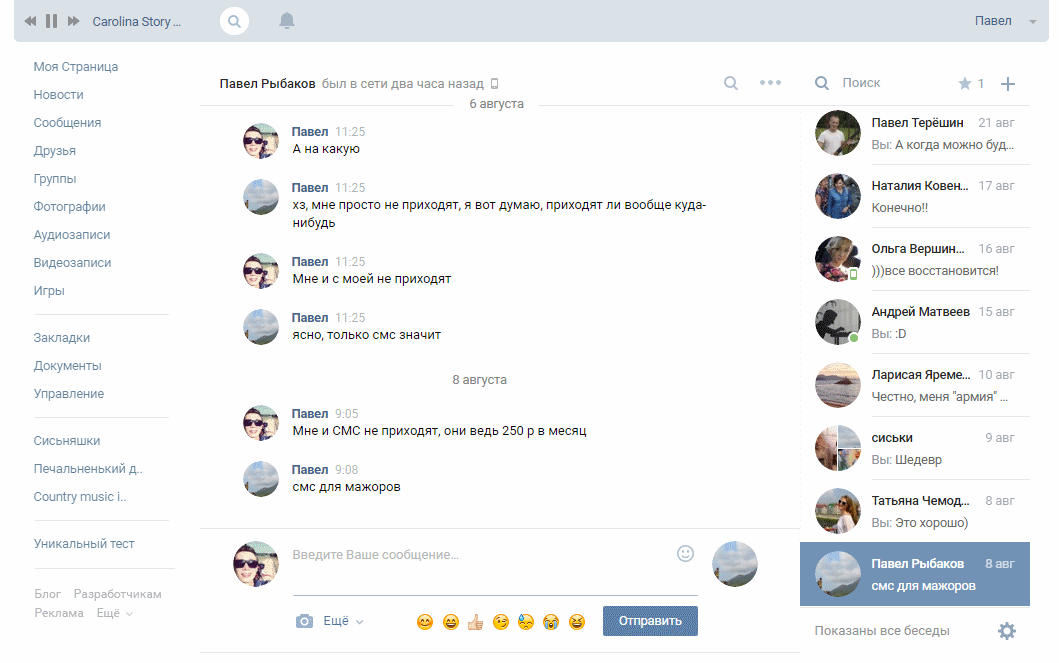 Carolina Story ...
Павел
Моя Страница
Новости
Сообщения
Друзья
Группы
Фотографии
Аудиозаписи
Видеозаписи
Игры
Закладки
Документы
Управление
Сисьняшки
Печальненький д..
Country music i..
Уникальный тест
Блог Разработчикам
Реклама Ещё
Павел Рыбаков был в сети два часа назад
6 августа
Павел 11:25
А на какую
Павел 11:25
хз, мне просто не приходят, я вот думаю, приходят ли вообще куда-
нибудь
Павел 11:25
Мне и с моей не приходят
Павел 11:25
ясно, только смс значит
8 августа
Павел 9:05
Мне и СМС не приходят, они ведь 250 р в месяц
Павел 9:08
смс для мажоров
Введите Ваше сообщение...
Ещё
Отправить
Поиск 1
Павел Терёшин 21 авг
Вы: А когда можно буд...
Наталия Ковен... 17 авг
Конечно!!
Ольга Вершин... 16 авг
)))все восстановится!
Андрей Матвеев 15 авг
Вы: :D
Ларисая Яреме... 10 авг
Честно, меня "армия" ...
сиськи 9 авг
Вы: Шедевр
Татьяна Чемод... 8 авг
Вы: Это хорошо)
Павел Рыбаков 8 авг
смс для мажоров
Показаны все беседы